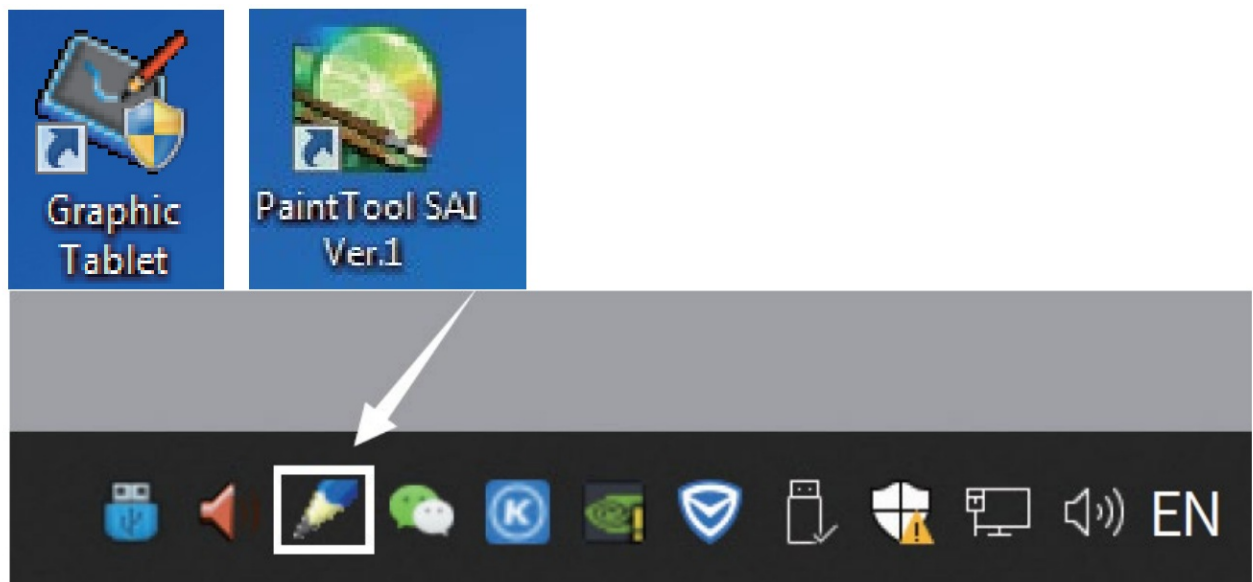 Graphic
Tablet
PaintTool SAI
Ver.1
K
EN